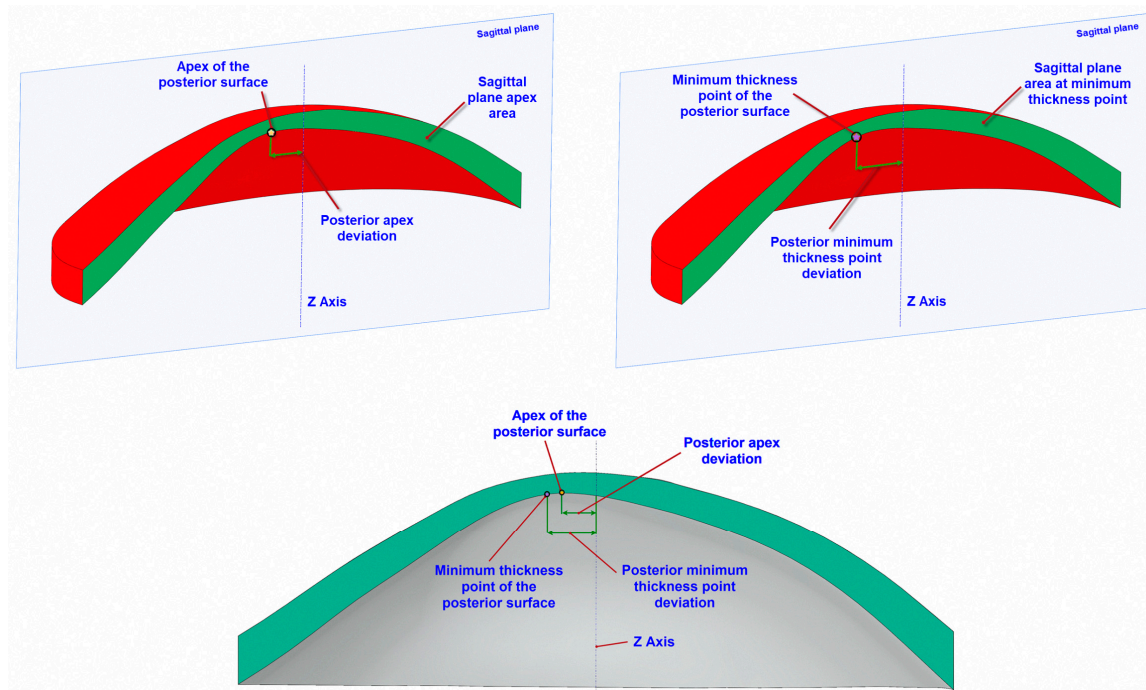 Sagittal plane
Apex of the
posterior surface
Sagittal
plane apex
area
Posterior apex
deviation
Z Axis
Sagittal plane
Minimum thickness
point of the
posterior surface
Sagittal plane
area at minimum
thickness point
Posterior minimum
thickness point
deviation
Z Axis
Apex of the
posterior surface
Posterior apex
deviation
Minimum thickness
point of the
posterior surface
Posterior minimum
thickness point
deviation
Z Axis